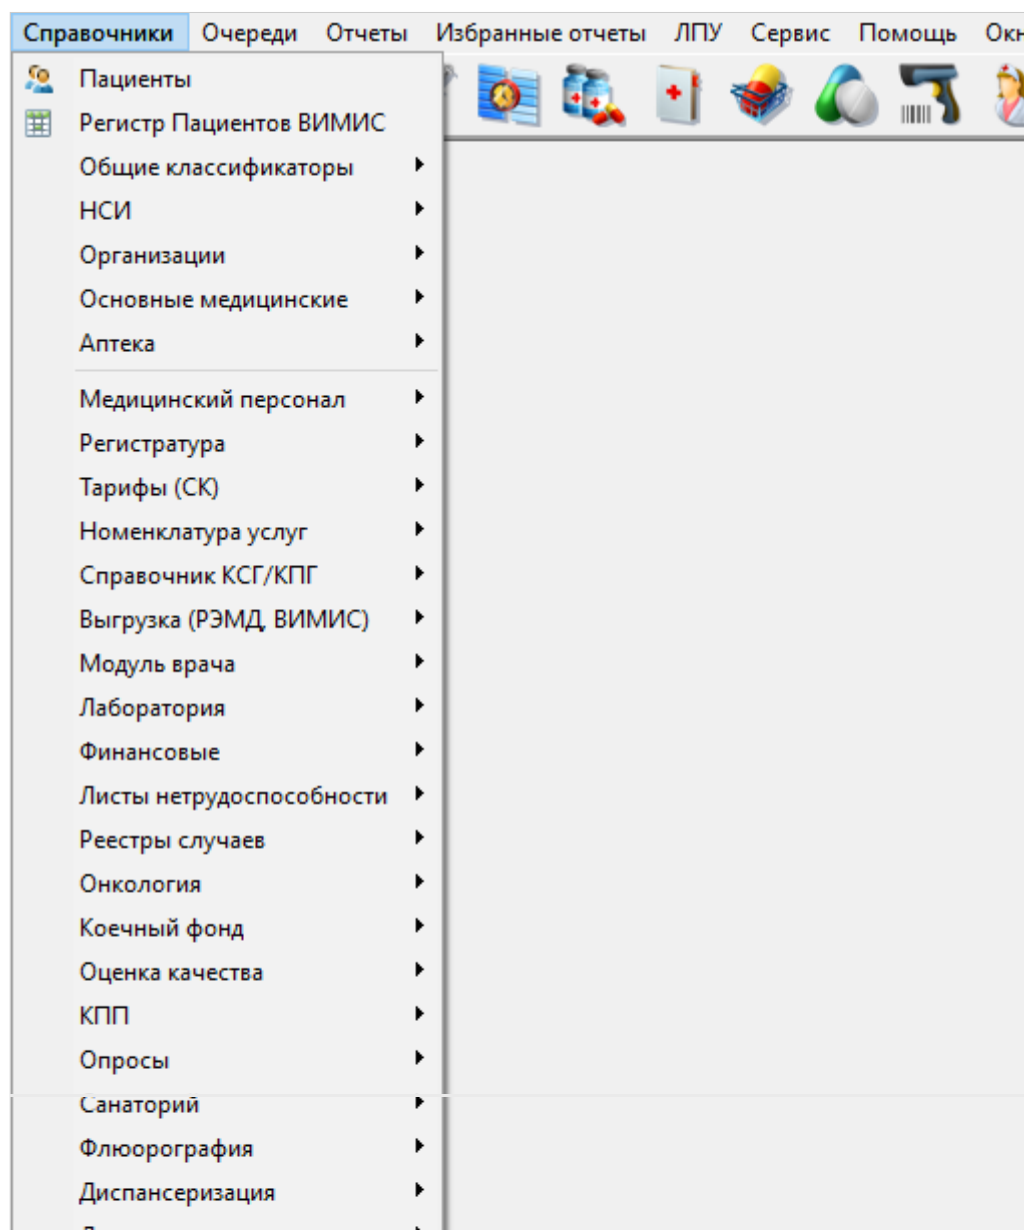 Справочники Очереди Отчеты Избранные отчеты ЛПУ Сервис Помощь
Пациенты
Регистр Пациентов ВИМИС
Общие классификаторы
НСИ
Организации
Основные медицинские
Аптека
Медицинский персонал
Регистратура
Тарифы (СК)
Номенклатура услуг
Справочник КСГ/КПГ
Выгрузка (РЭМД, ВИМИС)
Модуль врача
Лаборатория
Финансовые
Листы нетрудоспособности
Реестры случаев
Онкология
Коечный фонд
Оценка качества
КПП
Опросы
Санаторий
Флюорография
Диспансеризация